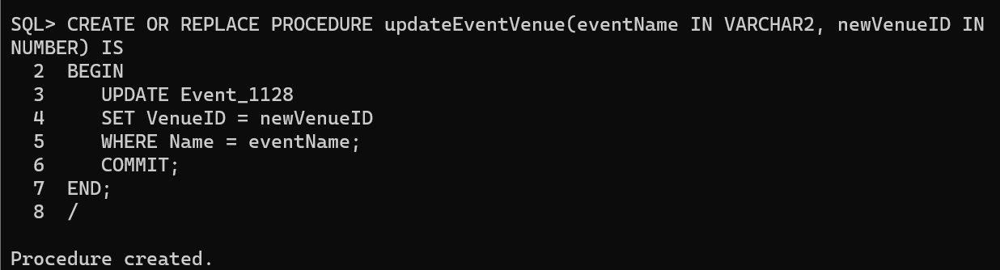 SQL> CREATE OR REPLACE PROCEDURE updateEventVenue(eventName IN VARCHAR2, newVenueID IN
NUMBER) IS
  2  BEGIN
  3     UPDATE Event_1128
  4     SET VenueID = newVenueID
  5     WHERE Name = eventName;
  6     COMMIT;
  7  END;
  8  /

Procedure created.